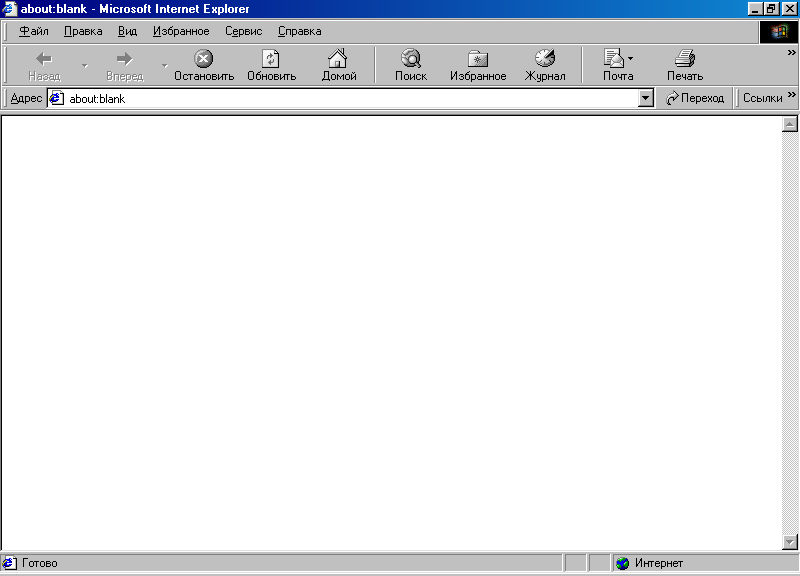 about:blank - Microsoft Internet Explorer
Файл Правка Вид Избранное Сервис Справка
Назад Вперед Остановить Обновить Домой Поиск Избранное Журнал Почта Печать
Адрес about:blank Переход Ссылки
Готово Интернет